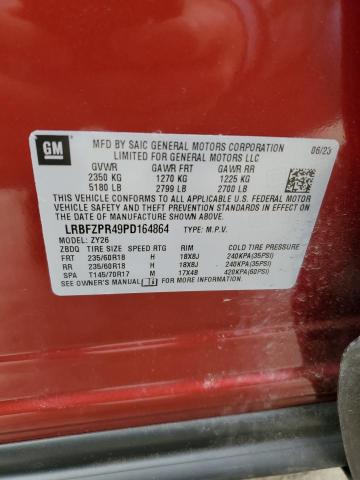 GM
MFD BY SAIC GENERAL MOTORS CORPORATION
LIMITED FOR GENERAL MOTORS LLC
06/23
GVWR GAWR FRT GAWR RR
2350 KG 1270 KG 1225 KG
5180 LB 2799 LB 2700 LB
THIS VEHICLE CONFORMS TO ALL APPLICABLE U.S. FEDERAL MOTOR
VEHICLE SAFETY, BUMPER, AND THEFT PREVENTION STANDARDS
IN EFFECT ON THE DATE OF MANUFACTURE SHOWN ABOVE.
LRBFZPR49PD164864 TYPE: M.P.V.
MODEL: ZY26
ZBDQ TIRE SIZE SPEED RTG RIM COLD TIRE PRESSURE
FRT 235/60R18 H 18X8J 240KPA(35PSI)
RR 235/60R18 H 18X8J 240KPA(35PSI)
SPA T145/70R17 M 17X4B 420KPA(60PSI)
SEE OWNER'S MANUAL FOR MORE INFORMATION.